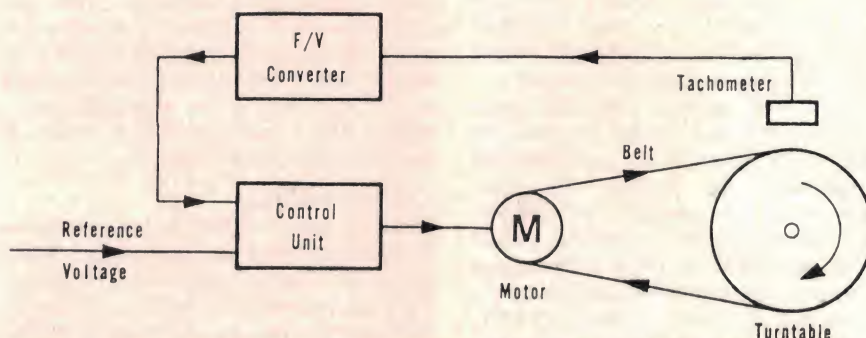 F/V
Converter
Tachometer
Belt
Reference
Voltage
Control
Unit
M
Motor
Turntable